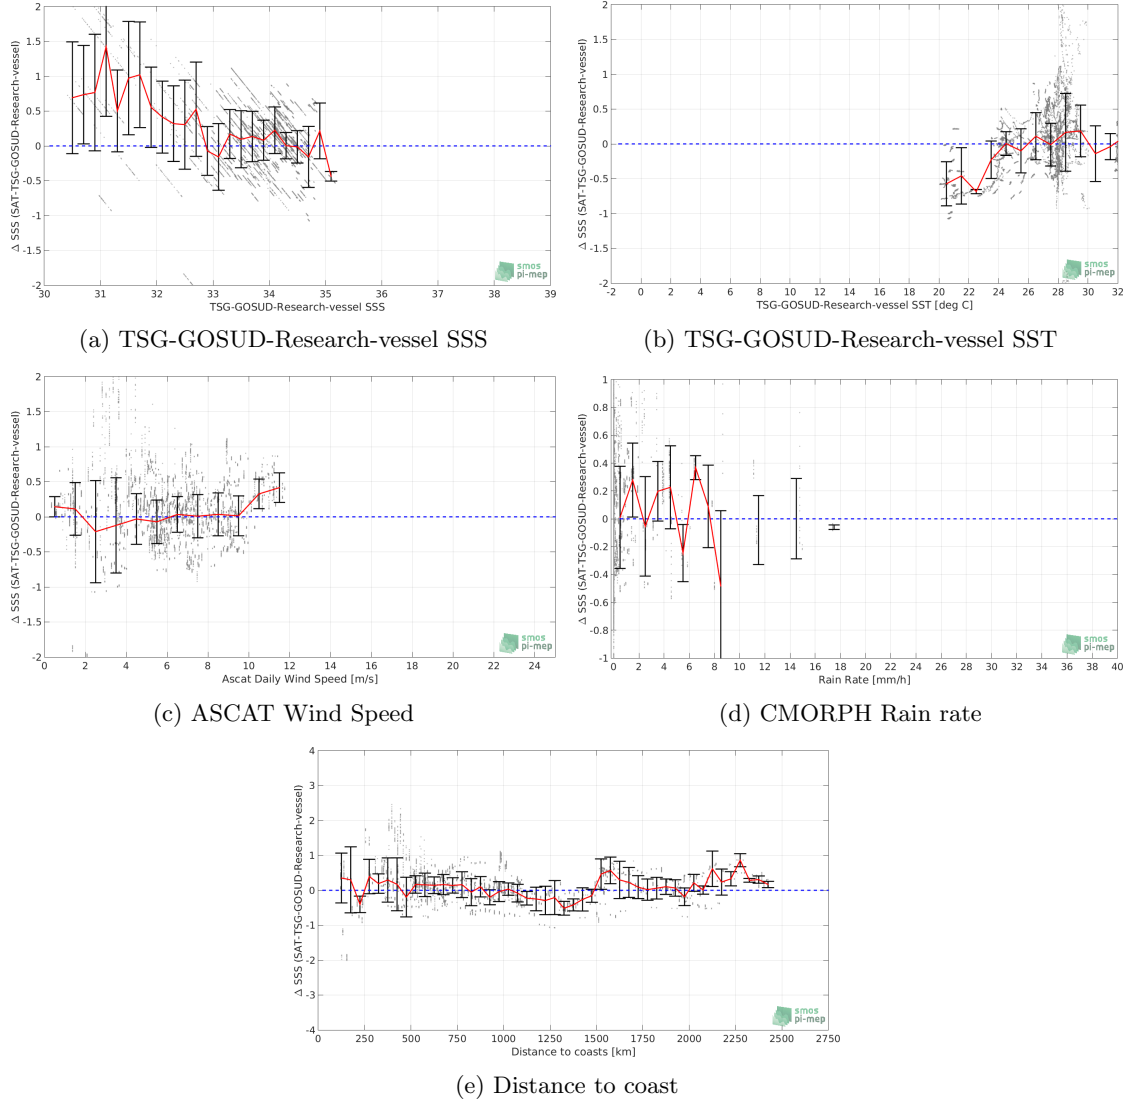 Δ SSS (SAT-TSG-GOSUD-Research-vessel)
2
1.5
1
0.5
0
-0.5
-1
-1.5
-2
30 31 32 33 34 35 36 37 38 39
TSG-GOSUD-Research-vessel SSS
smos
pi-mep
(a) TSG-GOSUD-Research-vessel SSS
Δ SSS (SAT-TSG-GOSUD-Research-vessel)
2
1.5
1
0.5
0
-0.5
-1
-1.5
-2
-2 0 2 4 6 8 10 12 14 16 18 20 22 24 26 28 30 32
TSG-GOSUD-Research-vessel SST [deg C]
smos
pi-mep
(b) TSG-GOSUD-Research-vessel SST
Δ SSS (SAT-TSG-GOSUD-Research-vessel)
2
1.5
1
0.5
0
-0.5
-1
-1.5
-2
0 2 4 6 8 10 12 14 16 18 20 22 24
Ascat Daily Wind Speed [m/s]
smos
pi-mep
(c) ASCAT Wind Speed
Δ SSS (SAT-TSG-GOSUD-Research-vessel)
1
0.8
0.6
0.4
0.2
0
-0.2
-0.4
-0.6
-0.8
-1
0 2 4 6 8 10 12 14 16 18 20 22 24 26 28 30 32 34 36 38 40
Rain Rate [mm/h]
smos
pi-mep
(d) CMORPH Rain rate
Δ SSS (SAT-TSG-GOSUD-Research-vessel)
4
3
2
1
0
-1
-2
-3
-4
0 250 500 750 1000 1250 1500 1750 2000 2250 2500 2750
Distance to coasts [km]
smos
pi-mep
(e) Distance to coast